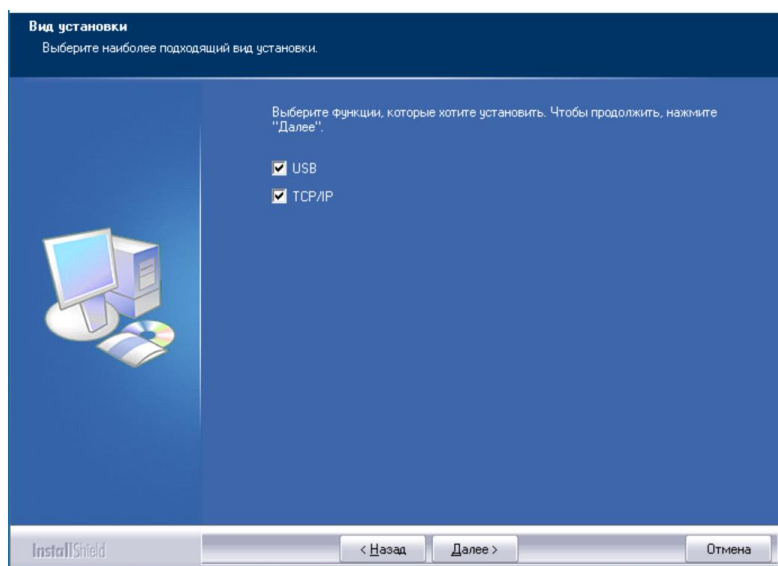 Вид установки
Выберите наиболее подходящий вид установки.
Выберите функции, которые хотите установить. Чтобы продолжить, нажмите
"Далее".
USB
TCP/IP
InstallShield
< Назад
Далее >
Отмена